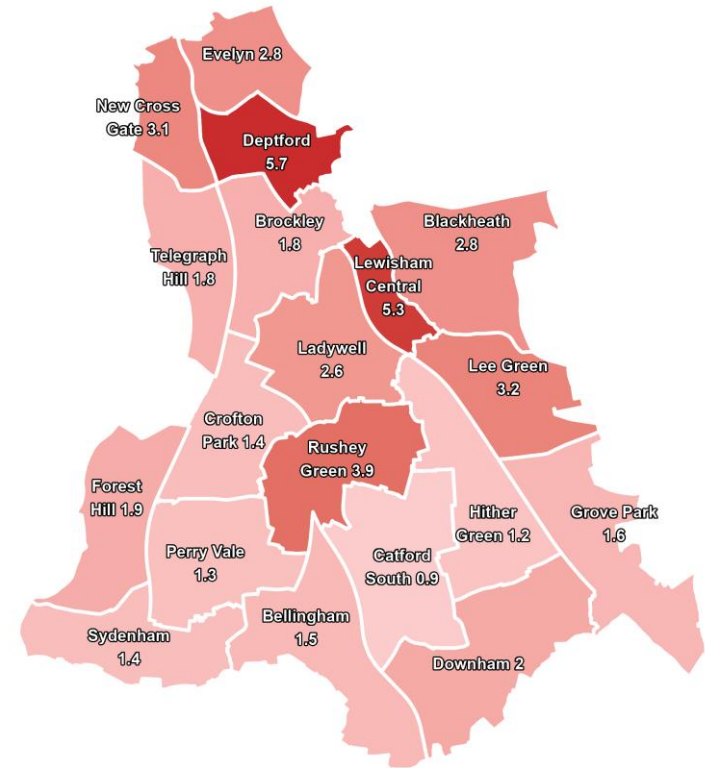 Evelyn 2.8
New Cross
Gate 3.1
Deptford
5.7
Brockley
1.8
Blackheath
2.8
Telegraph
Hill 1.8
Lewisham
Central
5.3
Ladywell
2.6
Lee Green
3.2
Crofton
Park 1.4
Rushey
Green 3.9
Forest
Hill 1.9
Hither
Green 1.2
Grove Park
1.6
Perry Vale
1.3
Catford
South 0.9
Bellingham
1.5
Sydenham
1.4
Downham 2